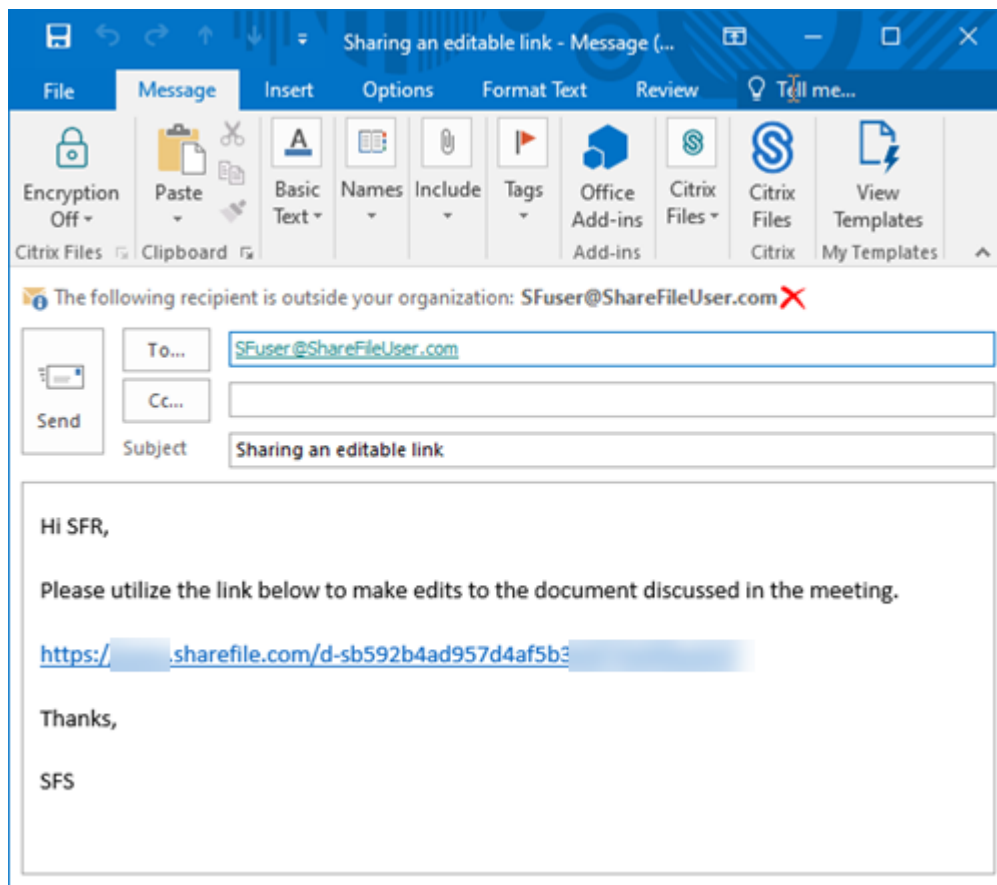 Sharing an editable link - Message (...
File Message Insert Options Format Text Review Tell me...
Encryption Off Paste Basic Text Names Include Tags Office Add-ins Citrix Files Citrix Files View Templates
Citrix Files Clipboard Add-ins Citrix My Templates
The following recipient is outside your organization: SFuser@ShareFileUser.com
To... SFuser@ShareFileUser.com
Cc...
Send
Subject Sharing an editable link
Hi SFR,
Please utilize the link below to make edits to the document discussed in the meeting.
https:/ .sharefile.com/d-sb592b4ad957d4af5b3
Thanks,
SFS